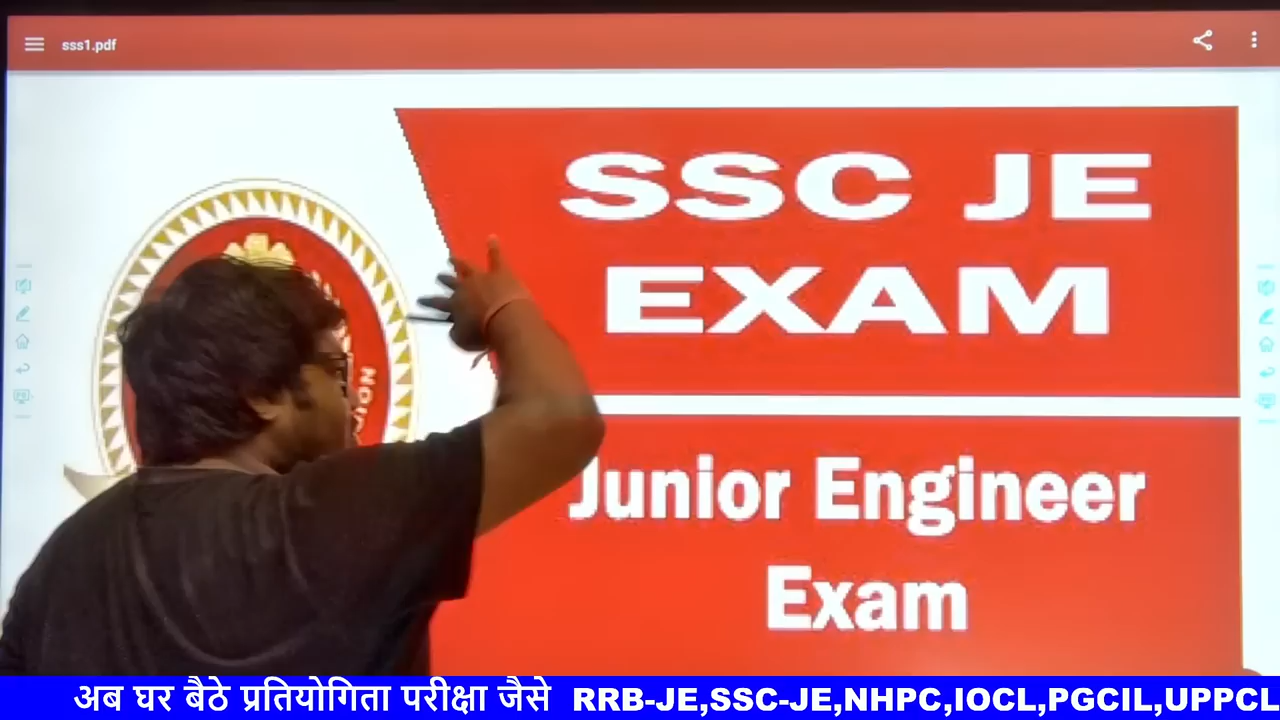 sss1.pdf
SSC JE
EXAM
Junior Engineer
Exam
अब घर बैठे प्रतियोगिता परीक्षा जैसे RRB-JE,SSC-JE,NHPC,IOCL,PGCIL,UPPCL